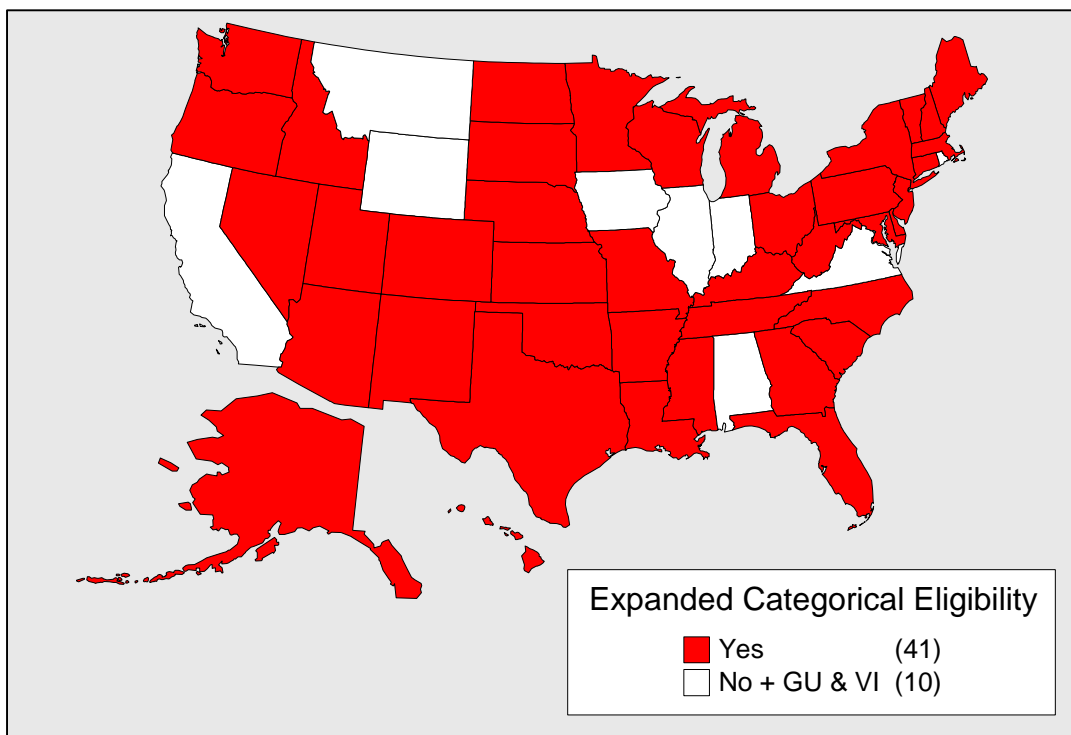 Expanded Categorical Eligibility
Yes (41)
No + GU & VI (10)